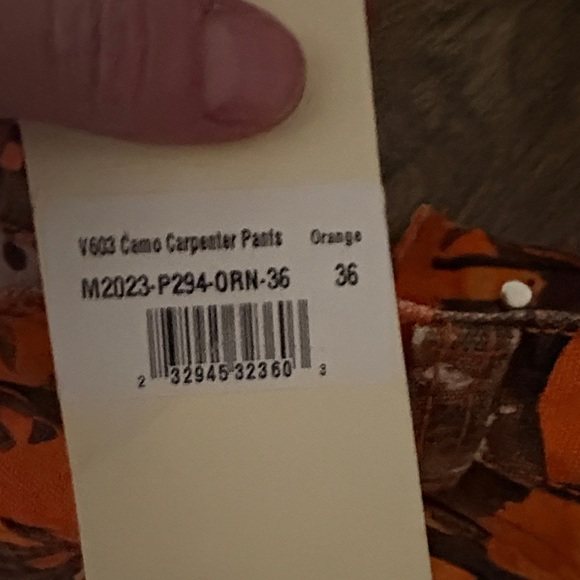 V603 Camo Carpenter Pants Orange
M2023-P294-ORN-36 36
2 32945-32360 3